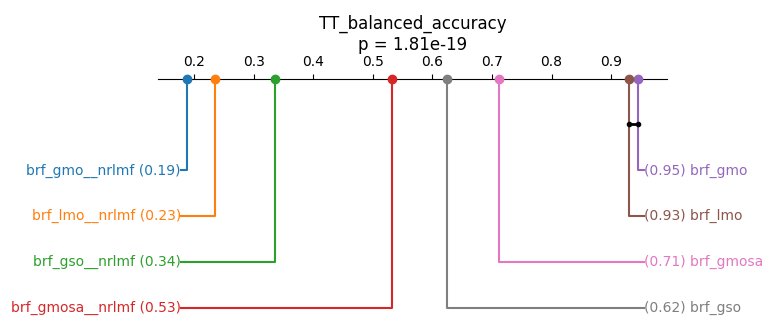 TT_balanced_accuracy
p = 1.81e-19
0.2 0.3 0.4 0.5 0.6 0.7 0.8 0.9
brf_gmo__nrlmf (0.19) (0.95) brf_gmo
brf_lmo__nrlmf (0.23) (0.93) brf_lmo
brf_gso__nrlmf (0.34) (0.71) brf_gmosa
brf_gmosa__nrlmf (0.53) (0.62) brf_gso